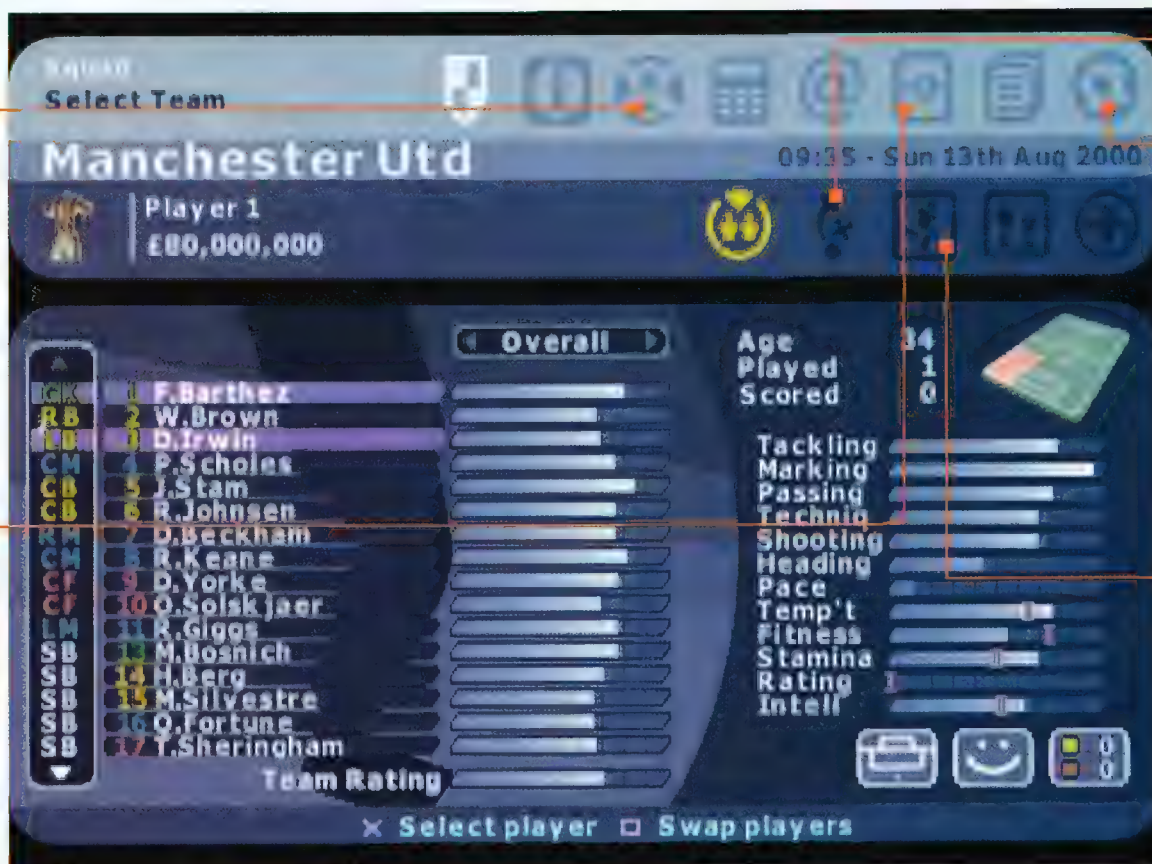 Squad
Select Team
Manchester Utd
09:35 - Sun 13th Aug 2000
Player 1
£80,000,000
Overall
GK 1 F.Barthez
RB 2 W.Brown
LB 3 D.Irwin
CM 4 P.Scholes
CB 5 J.Stam
CB 6 R.Johnsen
RM 7 D.Beckham
CM 8 R.Keane
CF 9 D.Yorke
CF 10 O.Solskjaer
LM 11 R.Giggs
SB 13 M.Bosnich
SB 14 H.Berg
SB 15 M.Silvestre
SB 16 Q.Fortune
SB 17 T.Sheringham
Team Rating
Age 34
Played 1
Scored 0
Tackling
Marking
Passing
Techniq
Shooting
Heading
Pace
Temp't
Fitness
Stamina
Rating
Intell
0
0
Select player
Swap players